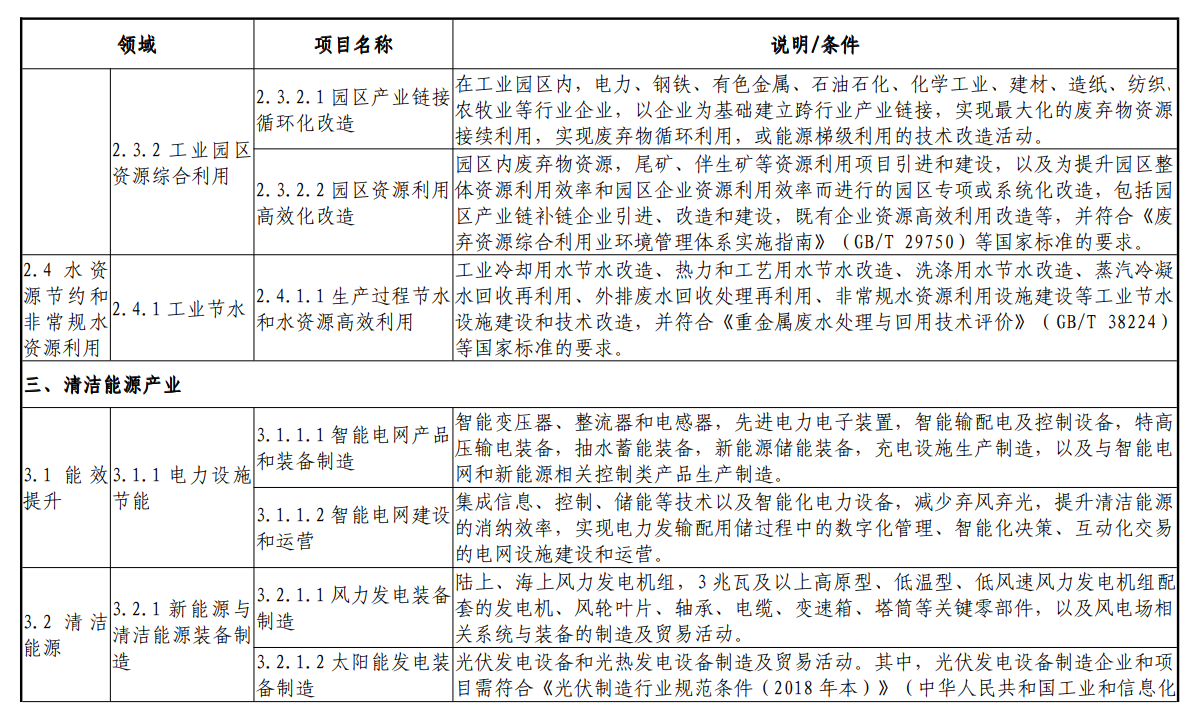 领域 项目名称 说明/条件
2.3.2 工业园区
资源综合利用
2.3.2.1 园区产业链接
循环化改造
在工业园区内，电力、钢铁、有色金属、石油石化、化学工业、建材、造纸、纺织、
农牧业等行业企业，以企业为基础建立跨行业产业链接，实现最大化的废弃物资源
接续利用，实现废弃物循环利用，或能源梯级利用的技术改造活动。
2.3.2.2 园区资源利用
高效化改造
园区内废弃物资源，尾矿、伴生矿等资源利用项目引进和建设，以及为提升园区整
体资源利用效率和园区企业资源利用效率而进行的园区专项或系统化改造，包括园
区产业链补链企业引进、改造和建设，既有企业资源高效利用改造等，并符合《废
弃资源综合利用业环境管理体系实施指南》（GB/T 29750）等国家标准的要求。
2.4 水资
源节约和
非常规水
资源利用
2.4.1 工业节水
2.4.1.1 生产过程节水
和水资源高效利用
工业冷却用水节水改造、热力和工艺用水节水改造、洗涤用水节水改造、蒸汽冷凝
水回收再利用、外排废水回收处理再利用、非常规水资源利用设施建设等工业节水
设施建设和技术改造，并符合《重金属废水处理与回用技术评价》（GB/T 38224）
等国家标准的要求。
三、清洁能源产业
3.1 能效
提升
3.1.1 电力设施
节能
3.1.1.1 智能电网产品
和装备制造
智能变压器、整流器和电感器，先进电力电子装置，智能输配电及控制设备，特高
压输电装备，抽水蓄能装备，新能源储能装备，充电设施生产制造，以及与智能电
网和新能源相关控制类产品生产制造。
3.1.1.2 智能电网建设
和运营
集成信息、控制、储能等技术以及智能化电力设备，减少弃风弃光，提升清洁能源
的消纳效率，实现电力发输配用储过程中的数字化管理、智能化决策、互动化交易
的电网设施建设和运营。
3.2 清洁
能源
3.2.1 新能源与
清洁能源装备制
造
3.2.1.1 风力发电装备
制造
陆上、海上风力发电机组，3 兆瓦及以上高原型、低温型、低风速风力发电机组配
套的发电机、风轮叶片、轴承、电缆、变速箱、塔筒等关键零部件，以及风电场相
关系统与装备的制造及贸易活动。
3.2.1.2 太阳能发电装
备制造
光伏发电设备和光热发电设备制造及贸易活动。其中，光伏发电设备制造企业和项
目需符合《光伏制造行业规范条件（2018 年本）》（中华人民共和国工业和信息化